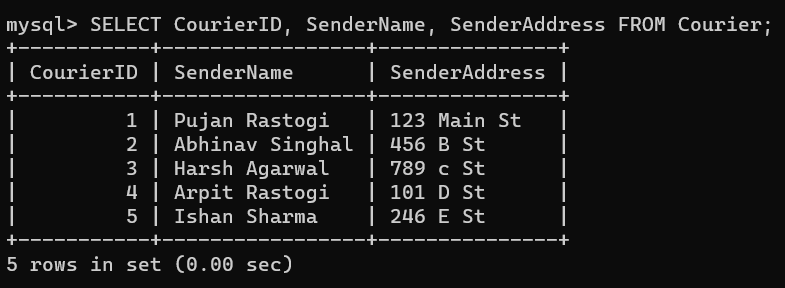 mysql> SELECT CourierID, SenderName, SenderAddress FROM Courier;
+-----------+-----------------+---------------+
| CourierID | SenderName      | SenderAddress |
+-----------+-----------------+---------------+
|         1 | Pujan Rastogi   | 123 Main St   |
|         2 | Abhinav Singhal | 456 B St      |
|         3 | Harsh Agarwal   | 789 c St      |
|         4 | Arpit Rastogi   | 101 D St      |
|         5 | Ishan Sharma    | 246 E St      |
+-----------+-----------------+---------------+
5 rows in set (0.00 sec)